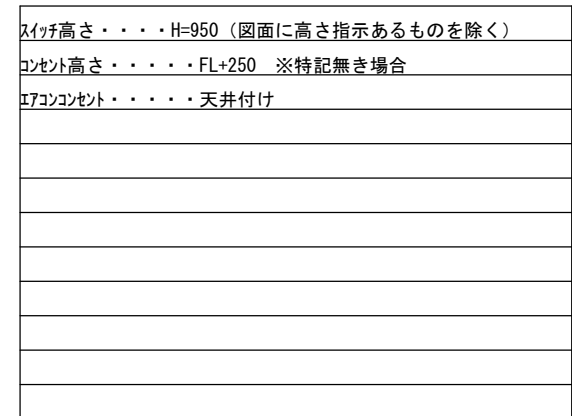 ｽｲｯﾁ高さ・・・・H=950（図面に高さ指示あるものを除く）
ｺﾝｾﾝﾄ高さ・・・・・FL+250　※特記無き場合
ｴｱｺﾝｺﾝｾﾝﾄ・・・・・天井付け